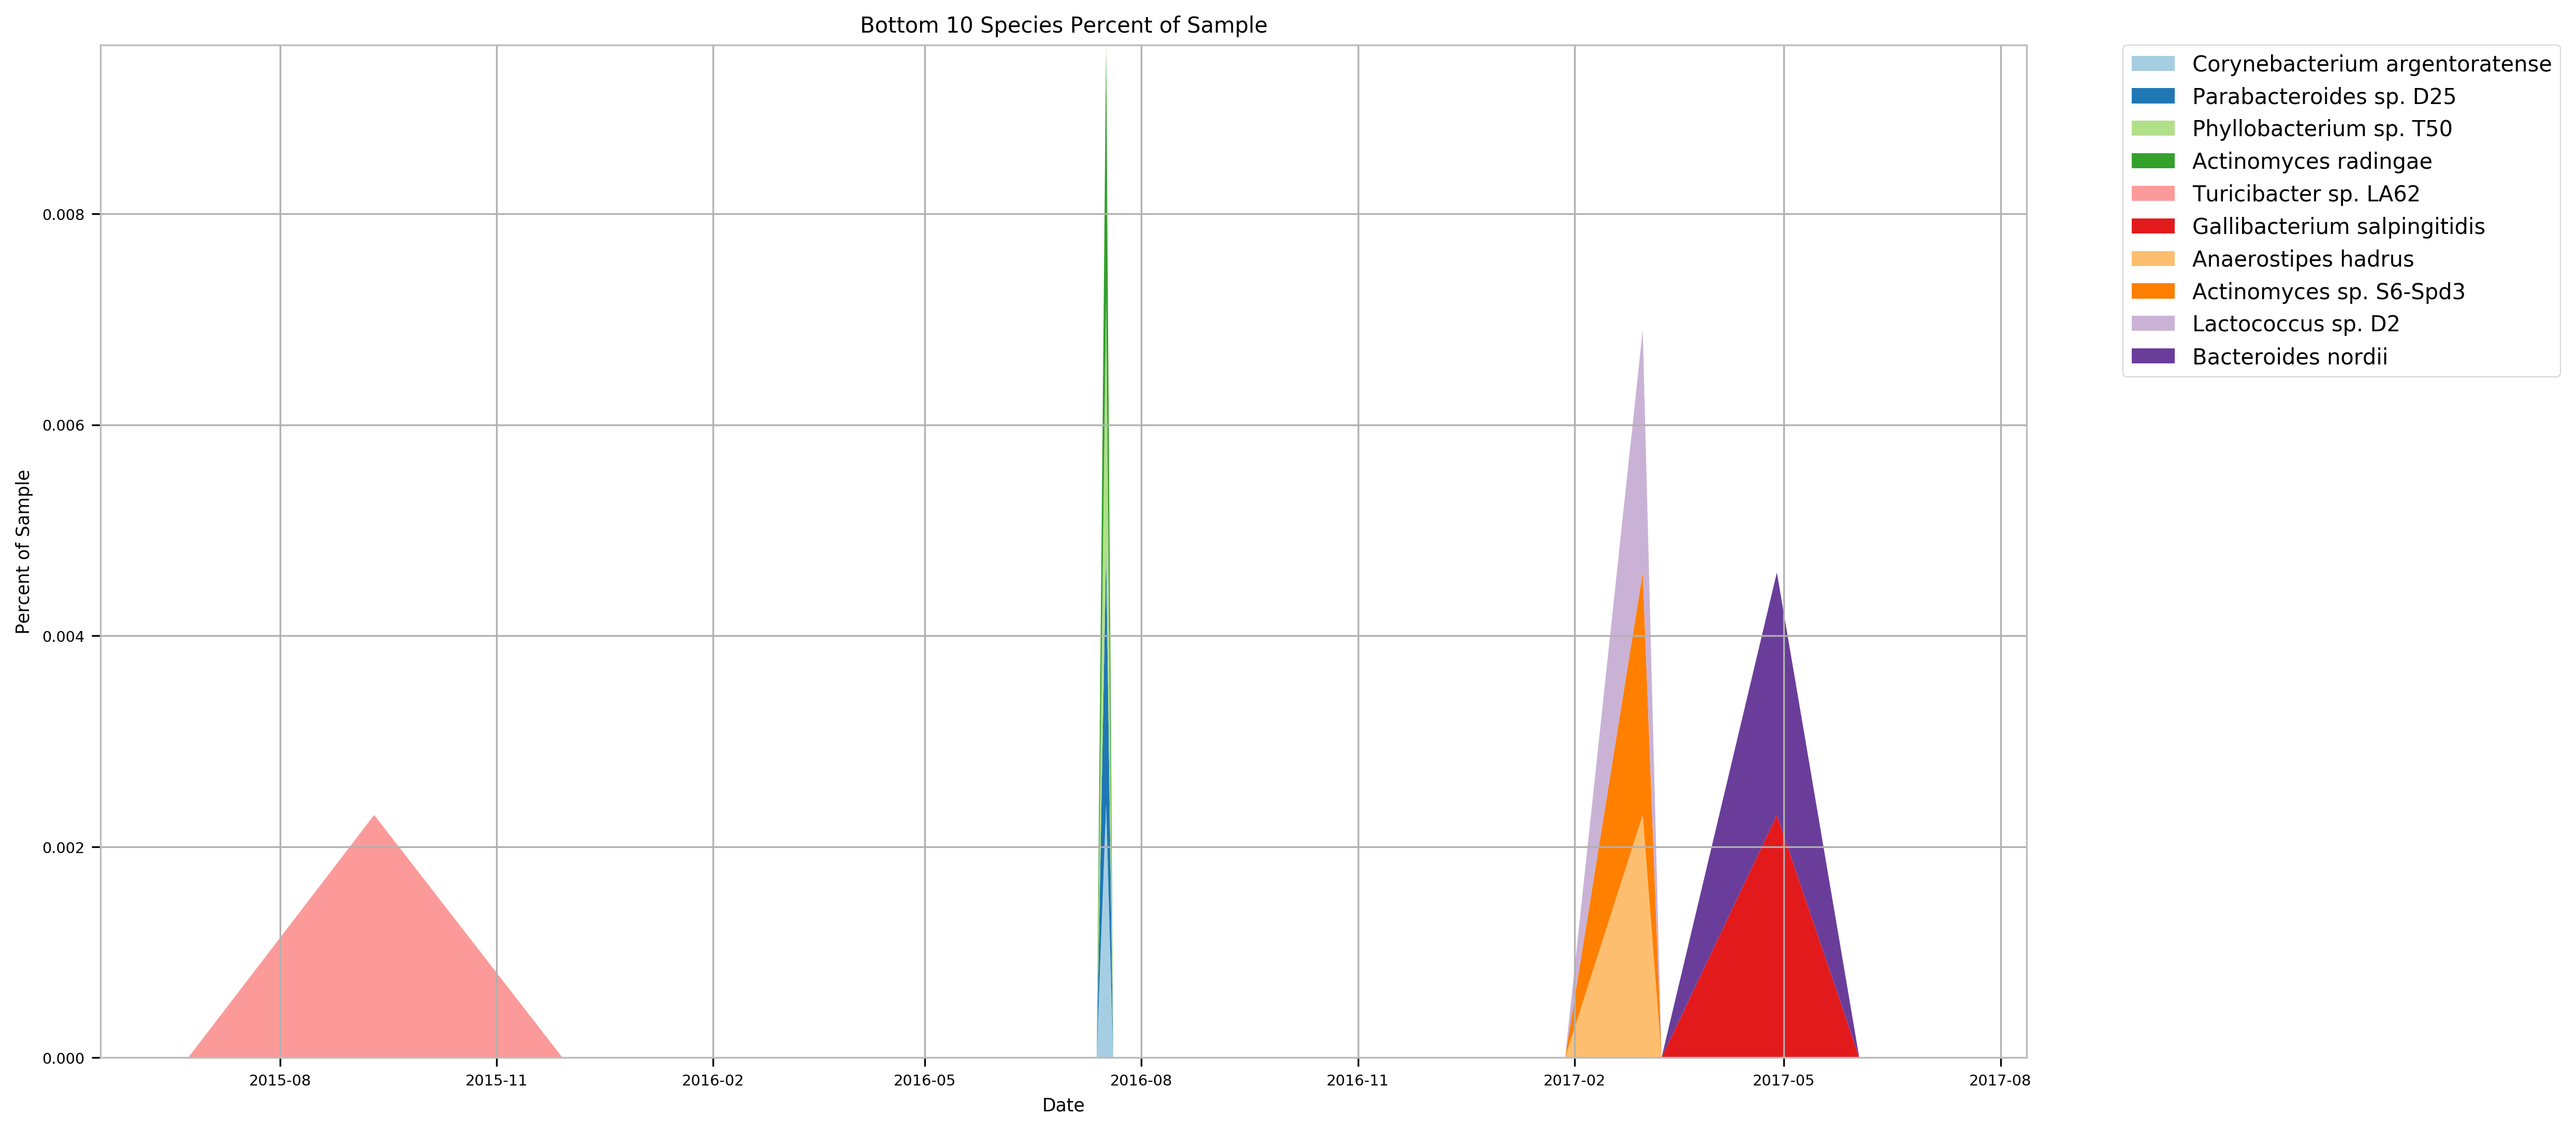 Bottom 10 Species Percent of Sample
Corynebacterium argentoratense
Parabacteroides sp. D25
Phyllobacterium sp. T50
Actinomyces radingae
Turicibacter sp. LA62
Gallibacterium salpingitidis
Anaerostipes hadrus
Actinomyces sp. S6-Spd3
Lactococcus sp. D2
Bacteroides nordii
Percent of Sample
0.008
0.006
0.004
0.002
0.000
2015-08 2015-11 2016-02 2016-05 2016-08 2016-11 2017-02 2017-05 2017-08
Date